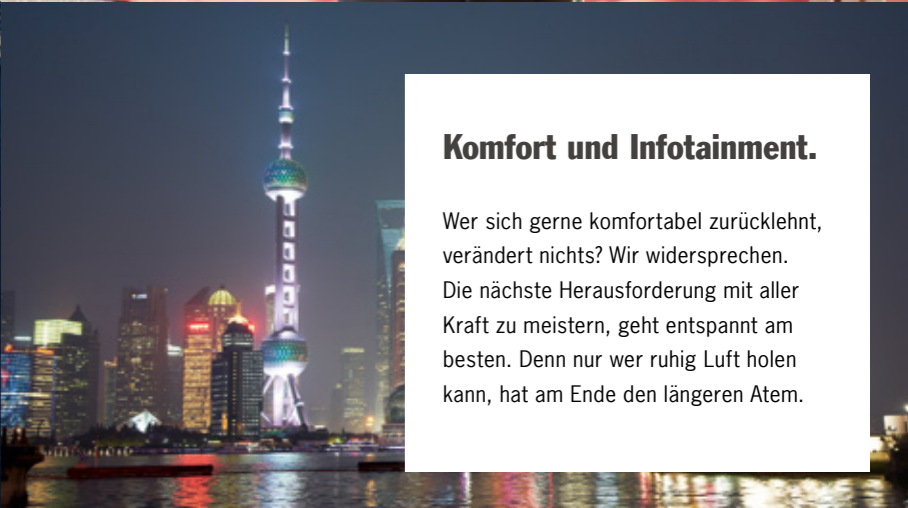 Komfort und Infotainment.
Wer sich gerne komfortabel zurücklehnt,
verändert nichts? Wir widersprechen.
Die nächste Herausforderung mit aller
Kraft zu meistern, geht entspannt am
besten. Denn nur wer ruhig Luft holen
kann, hat am Ende den längeren Atem.